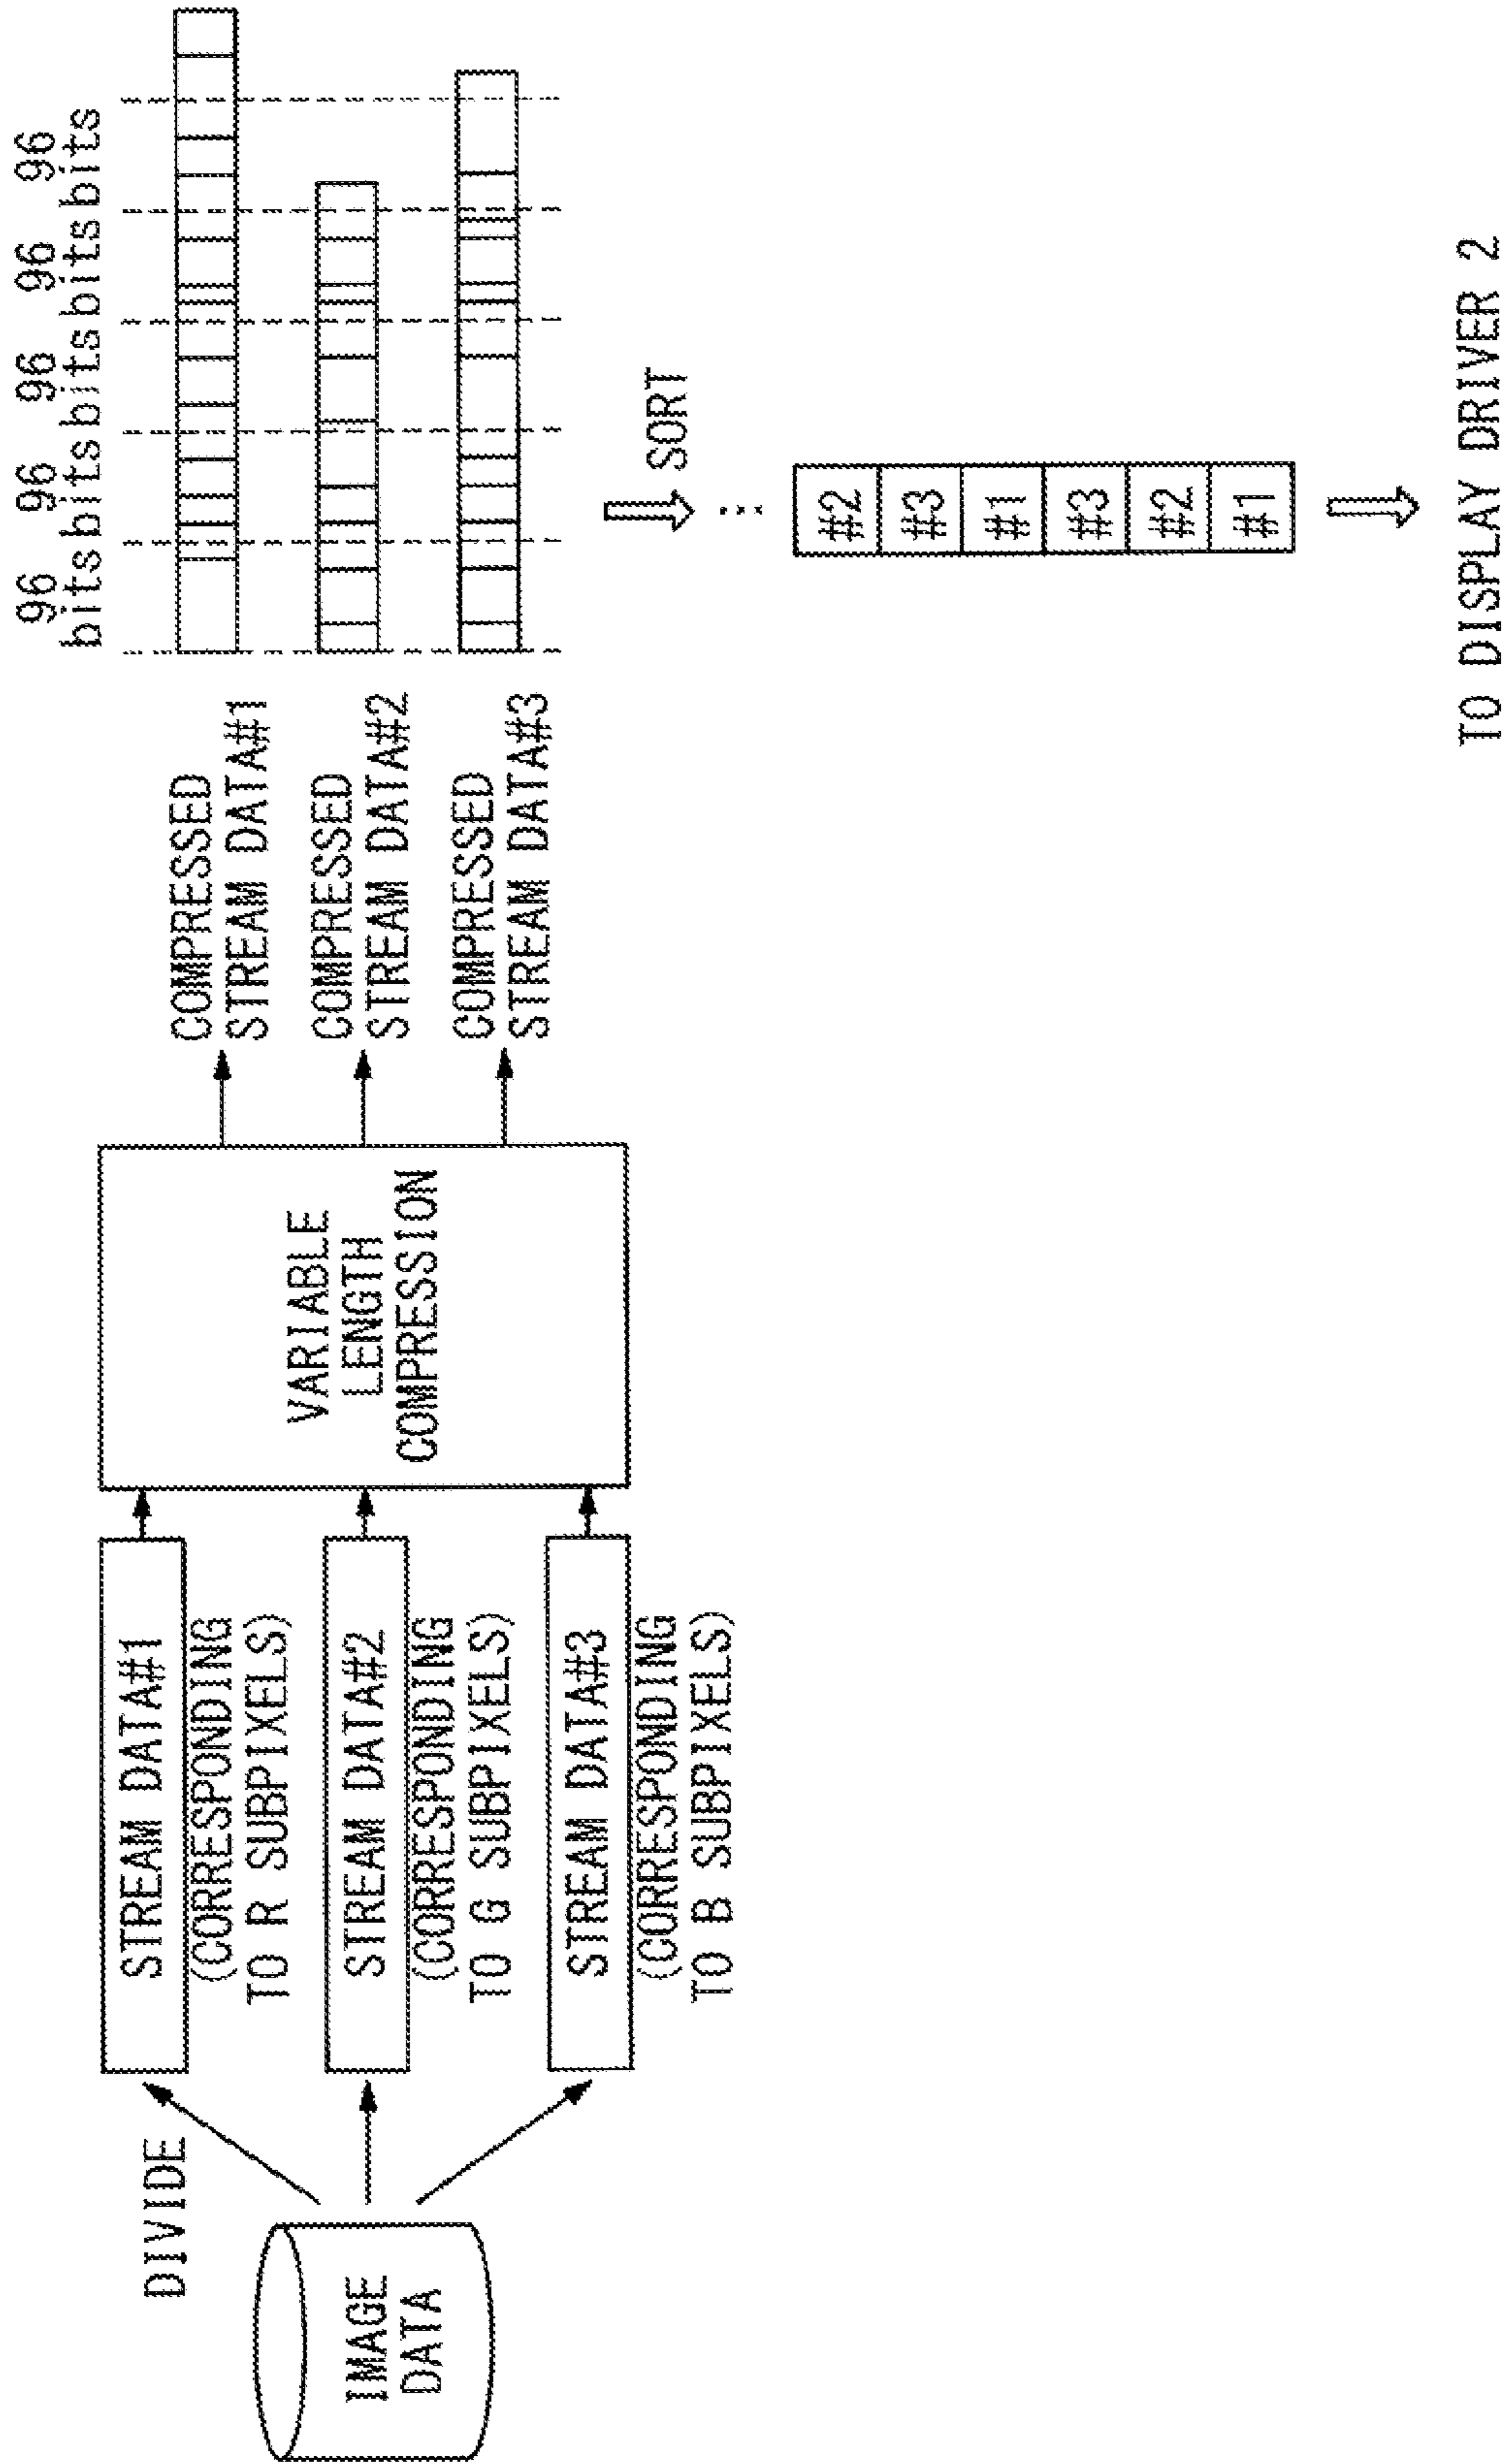 IMAGE
DATA
DIVIDE
STREAM DATA#1
(CORRESPONDING
TO R SUBPIXELS)
STREAM DATA#2
(CORRESPONDING
TO G SUBPIXELS)
STREAM DATA#3
(CORRESPONDING
TO B SUBPIXELS)
VARIABLE
LENGTH
COMPRESSION
COMPRESSED
STREAM DATA#1
COMPRESSED
STREAM DATA#2
COMPRESSED
STREAM DATA#3
96 96 96 96 96
bits bits bits bits bits
SORT
#2
#3
#1
#3
#2
#1
TO DISPLAY DRIVER 2